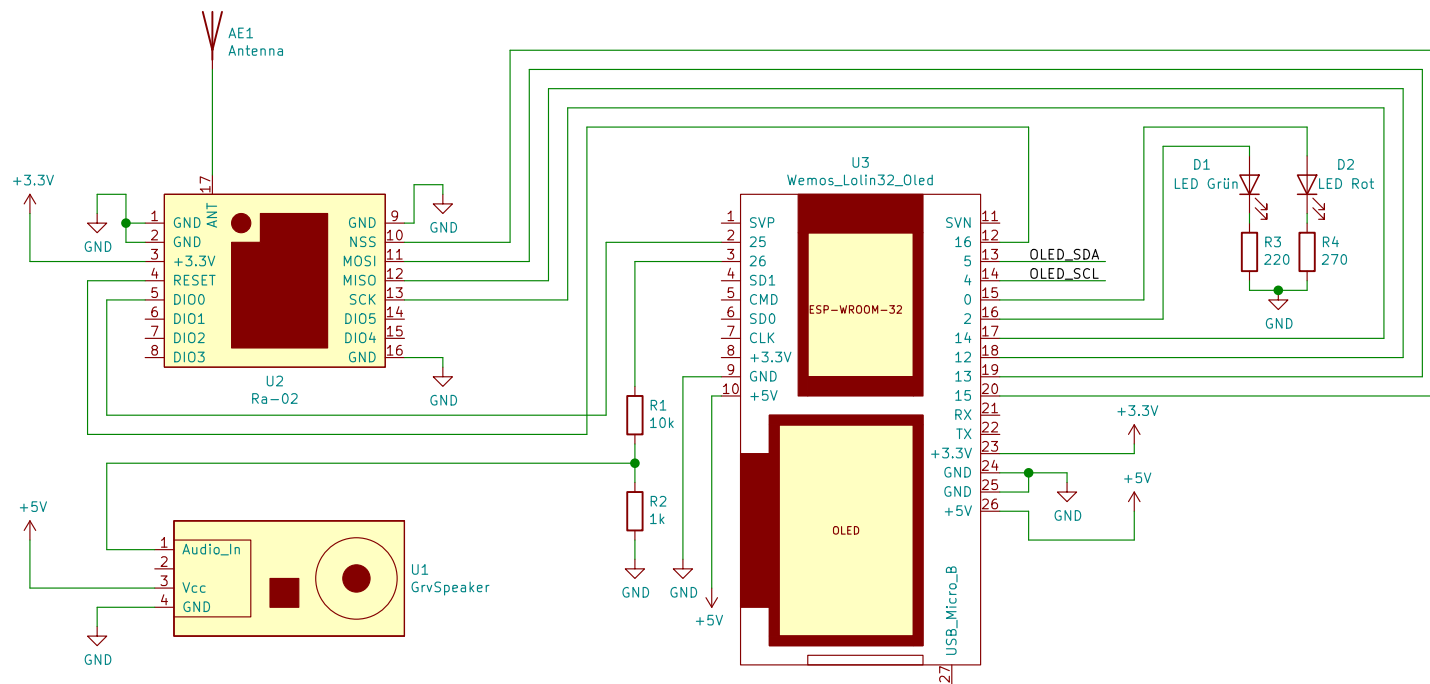 AE1
Antenna
+3.3V
GND
17
ANT
1 GND
2 GND
3 +3.3V
4 RESET
5 DIO0
6 DIO1
7 DIO2
8 DIO3
GND 9
NSS 10
MOSI 11
MISO 12
SCK 13
DIO5 14
DIO4 15
GND 16
GND
GND
U2
Ra-02
+5V
1 Audio_In
2
3 Vcc
4 GND
GND
U1
GrvSpeaker
R1
10k
R2
1k
GND
GND
+5V
U3
Wemos_Lolin32_Oled
1 SVP
2 25
3 26
4 SD1
5 CMD
6 SD0
7 CLK
8 +3.3V
9 GND
10 +5V
ESP-WROOM-32
OLED
SVN 11
16 12
5 13
4 14
0 15
2 16
14 17
12 18
13 19
15 20
RX 21
TX 22
+3.3V 23
GND 24
GND 25
+5V 26
USB_Micro_B
27
OLED_SDA
OLED_SCL
D1
LED Grün
D2
LED Rot
R3
220
R4
270
GND
+3.3V
+5V
GND